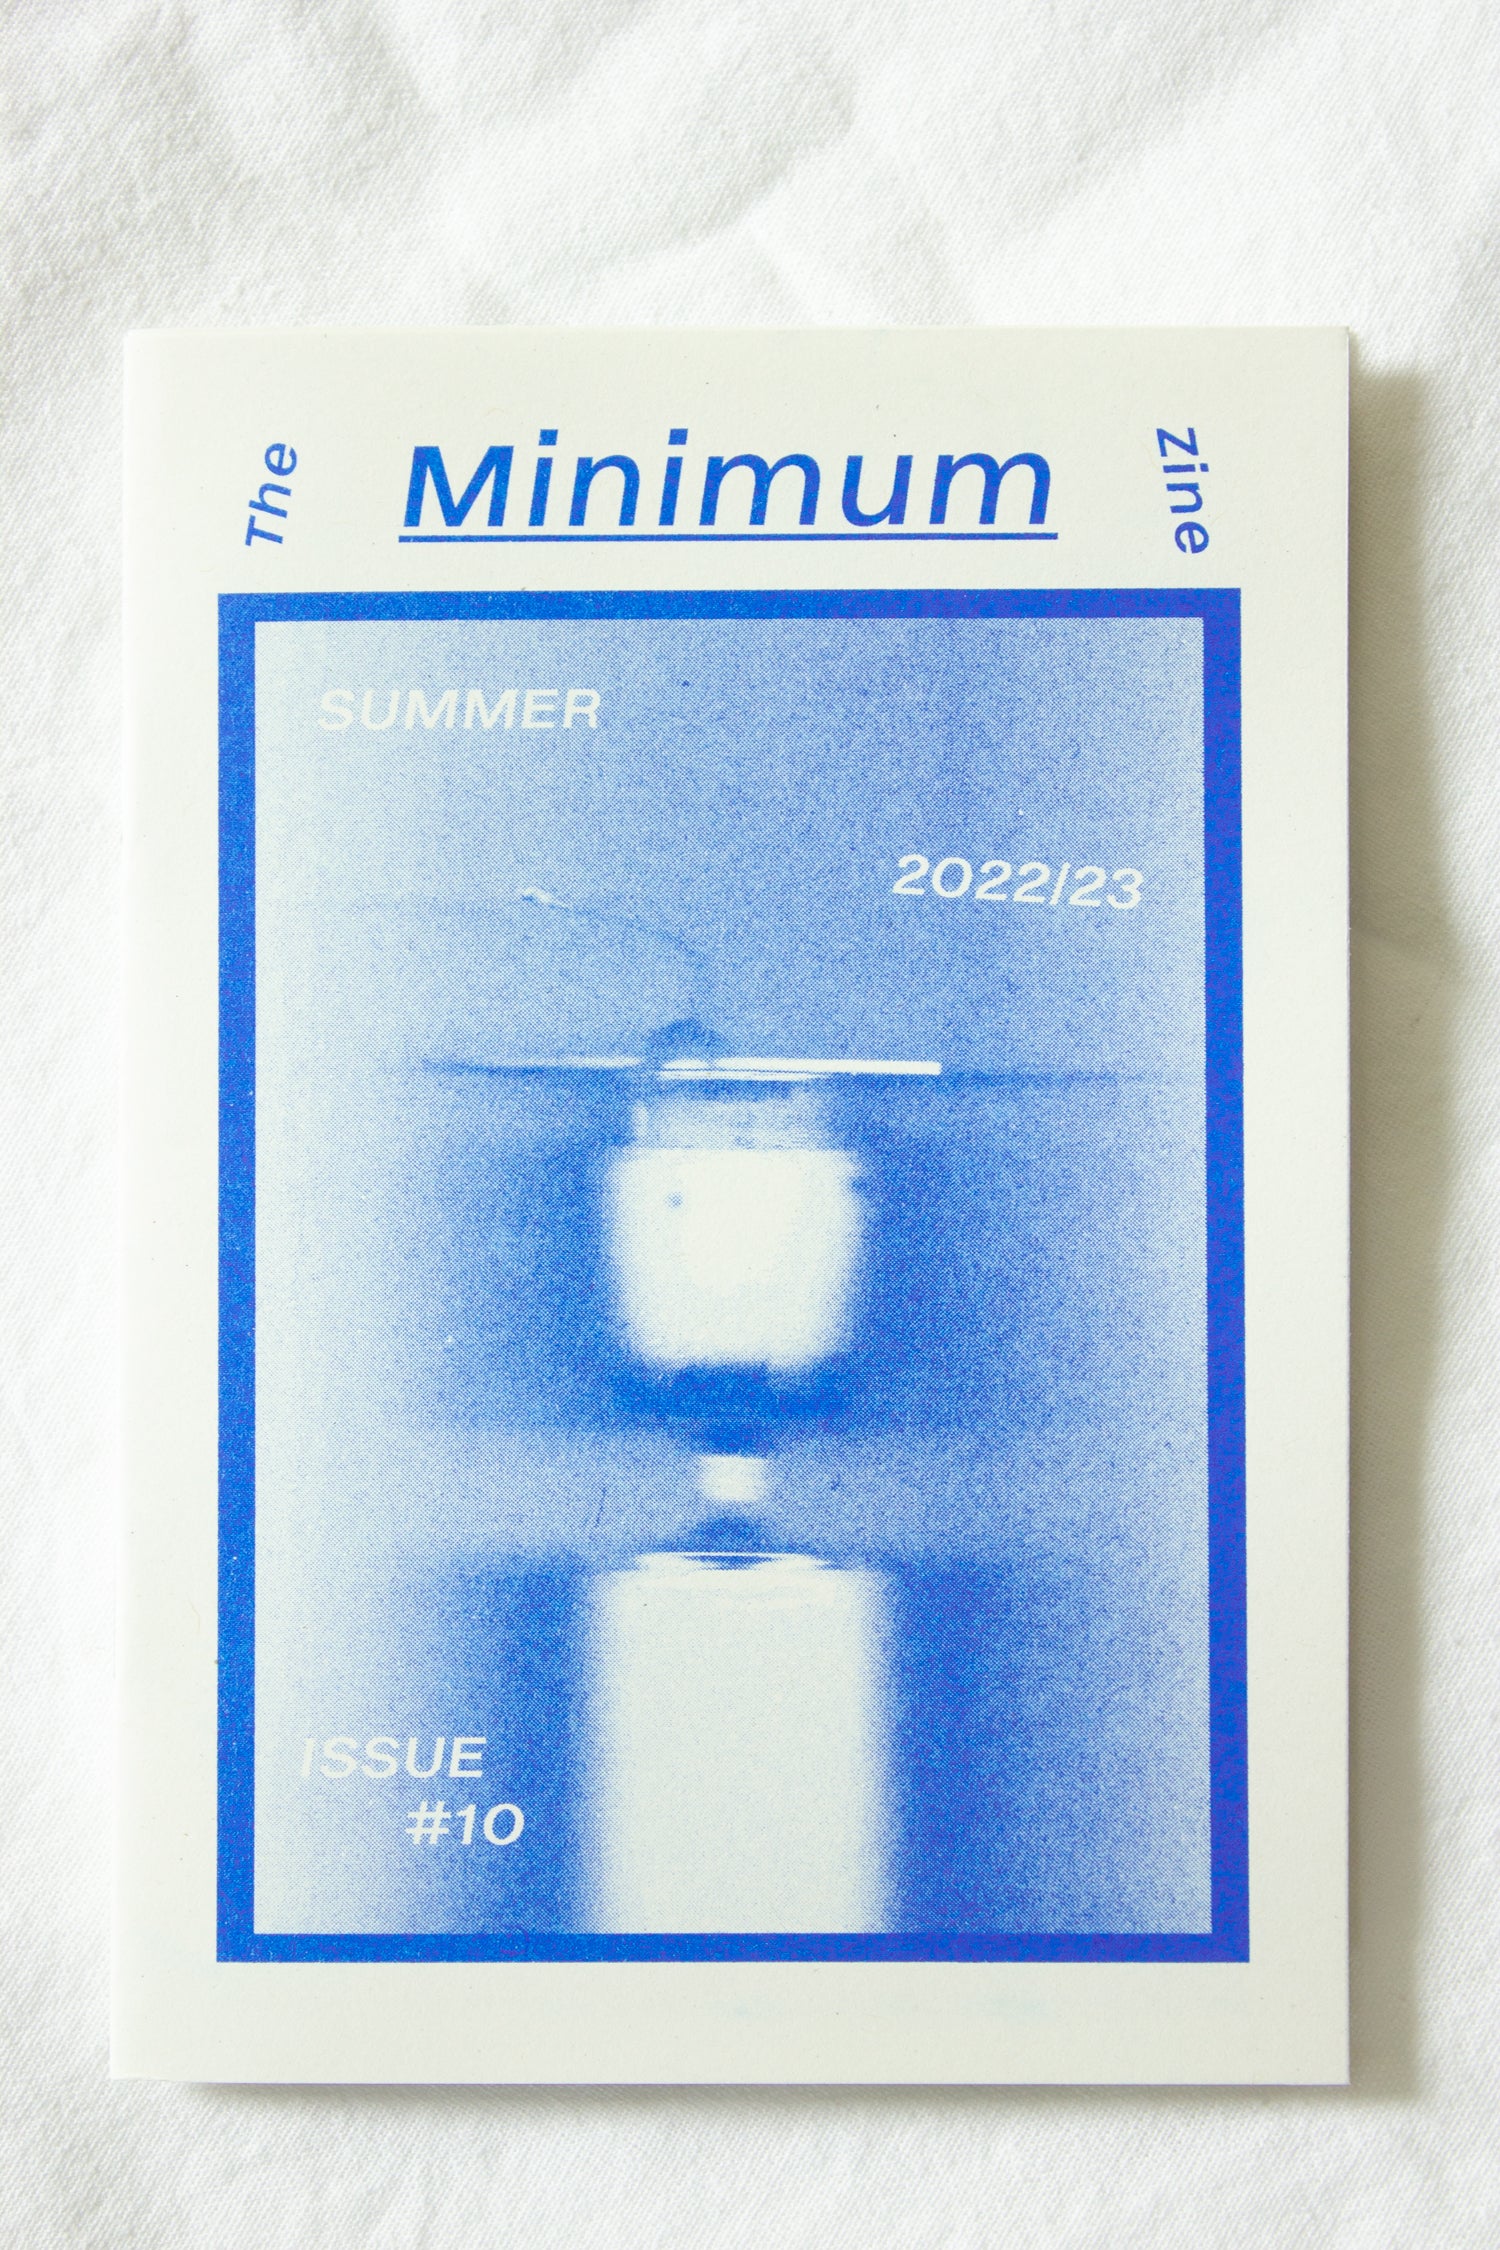 The
Minimum
zine
SUMMER
2022/23
ISSUE
#10